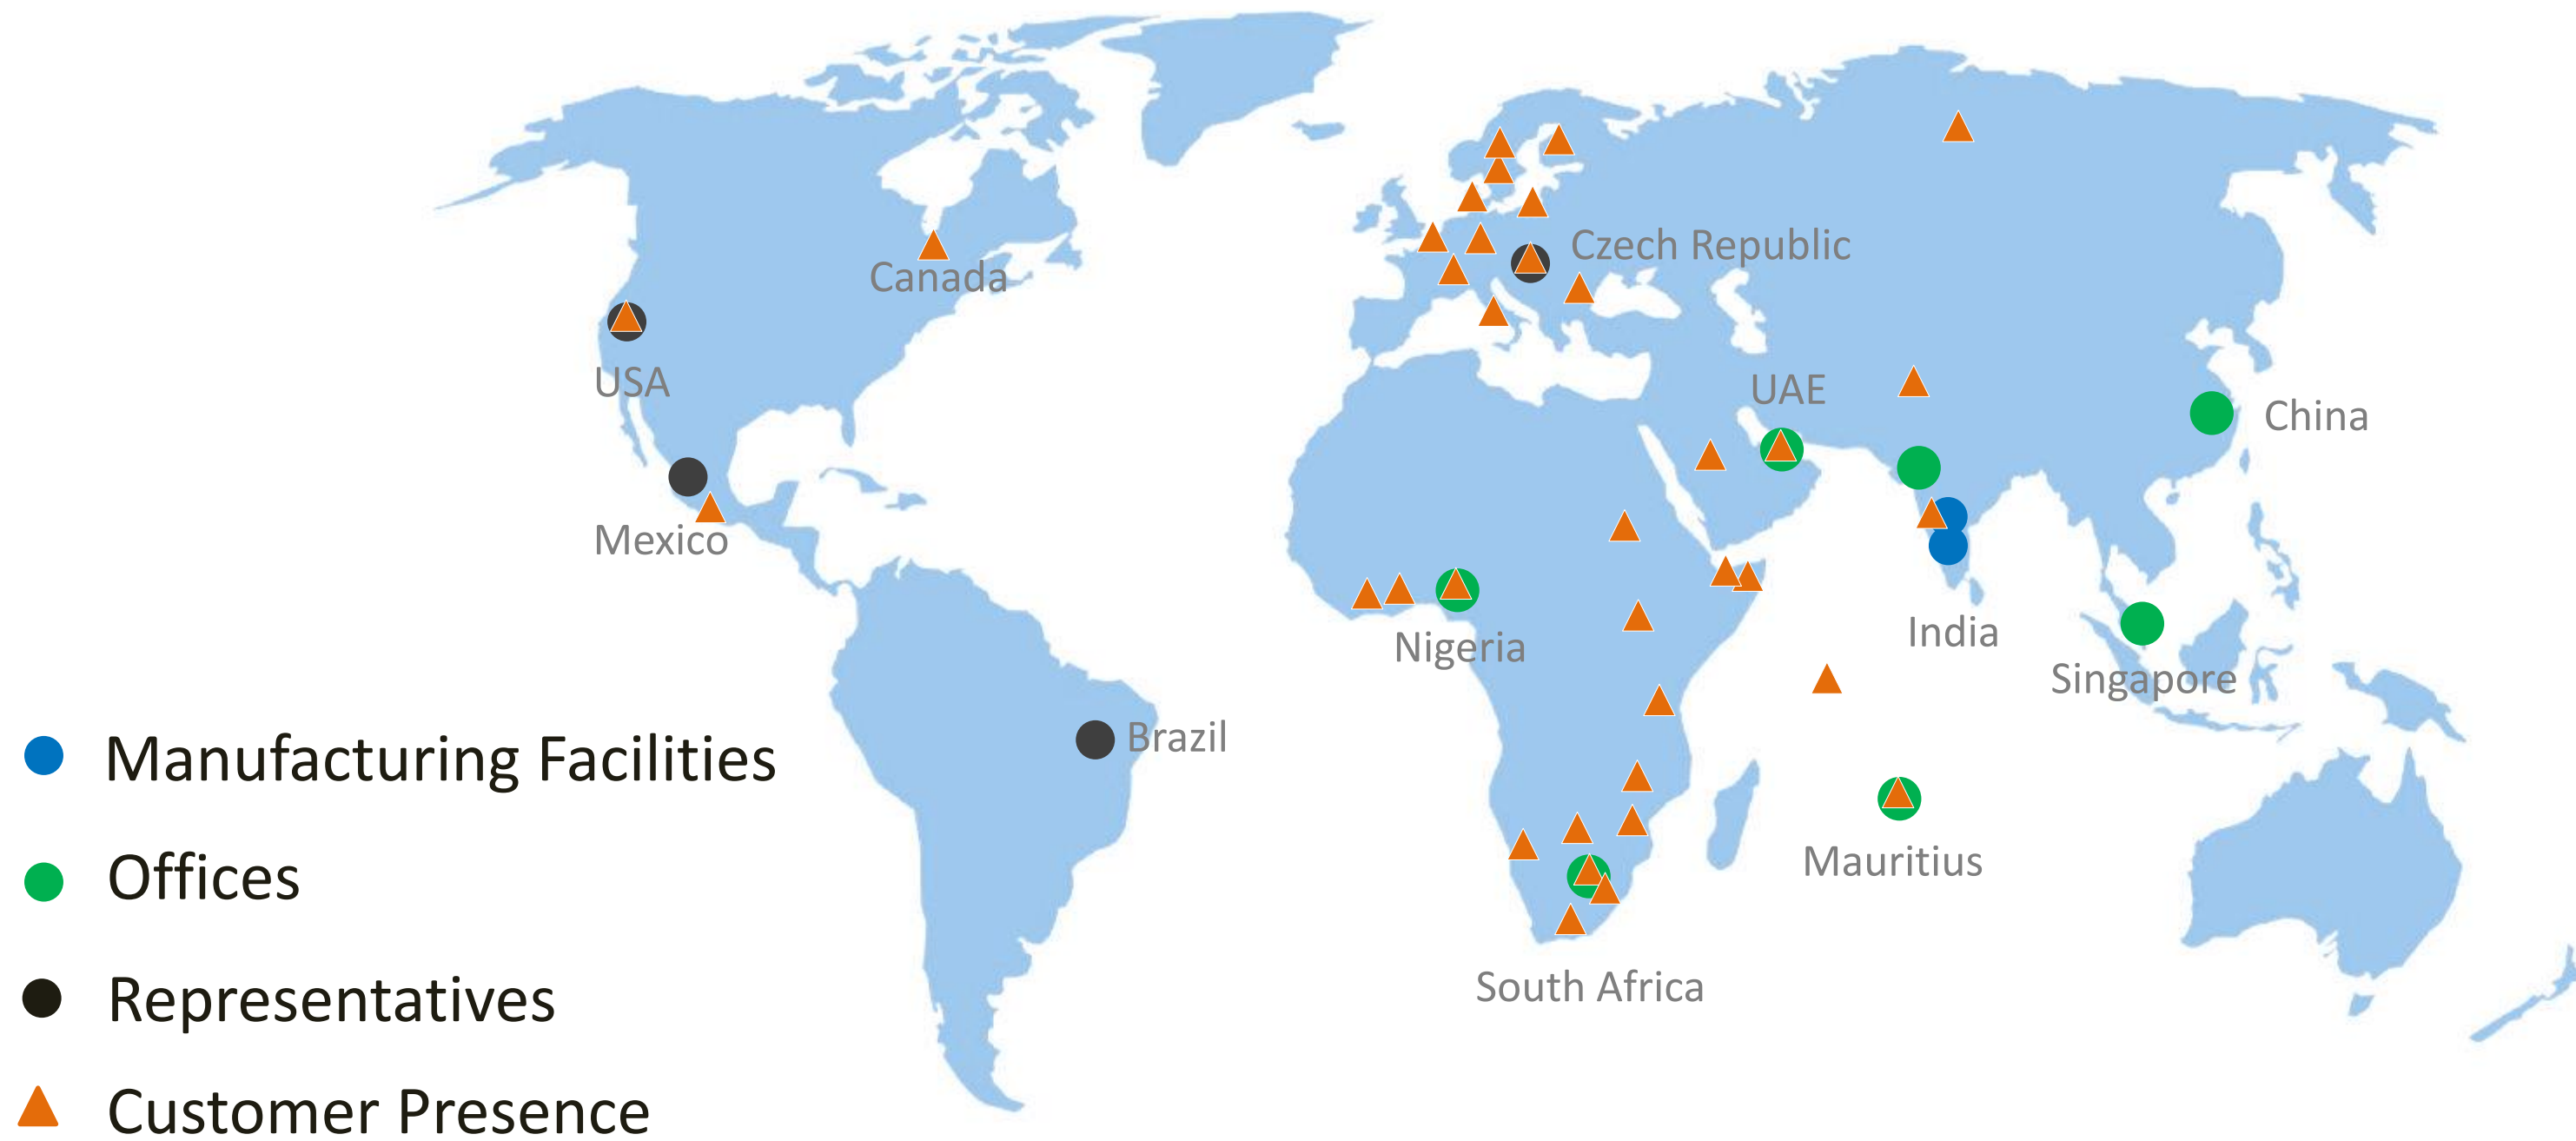 Canada
Czech Republic
USA
UAE
China
Mexico
Nigeria
India
Singapore
Brazil
Mauritius
South Africa
Manufacturing Facilities
Offices
Representatives
Customer Presence